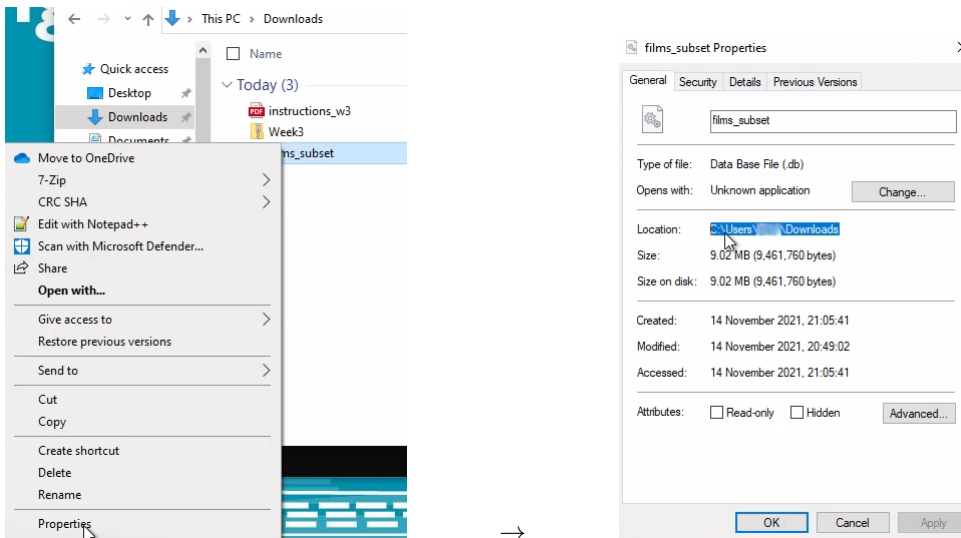 This PC > Downloads
Name
Quick access
Today (3)
Desktop
instructions_w3
Downloads
Week3
Documents
ms_subset
Move to OneDrive
7-Zip
CRC SHA
Edit with Notepad++
Scan with Microsoft Defender...
Share
Open with...
Give access to
Restore previous versions
Send to
Cut
Copy
Create shortcut
Delete
Rename
Properties
→
films_subset Properties
General Security Details Previous Versions
films_subset
Type of file: Data Base File (.db)
Opens with: Unknown application Change...
Location: C:\Users\ \Downloads
Size: 9.02 MB (9,461,760 bytes)
Size on disk: 9.02 MB (9,461,760 bytes)
Created: 14 November 2021, 21:05:41
Modified: 14 November 2021, 20:49:02
Accessed: 14 November 2021, 21:05:41
Attributes: Read-only Hidden Advanced...
OK Cancel Apply